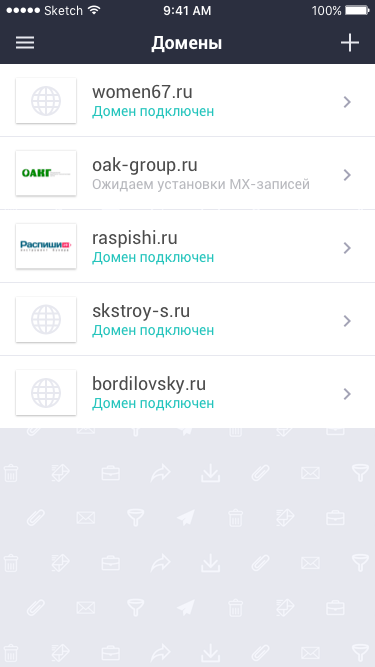 Sketch 9:41 AM 100%
Домены
women67.ru
Домен подключен
ОАКГ
oak-group.ru
Ожидаем установки MX-записей
Распиши
raspishi.ru
Домен подключен
skstroy-s.ru
Домен подключен
bordilovsky.ru
Домен подключен